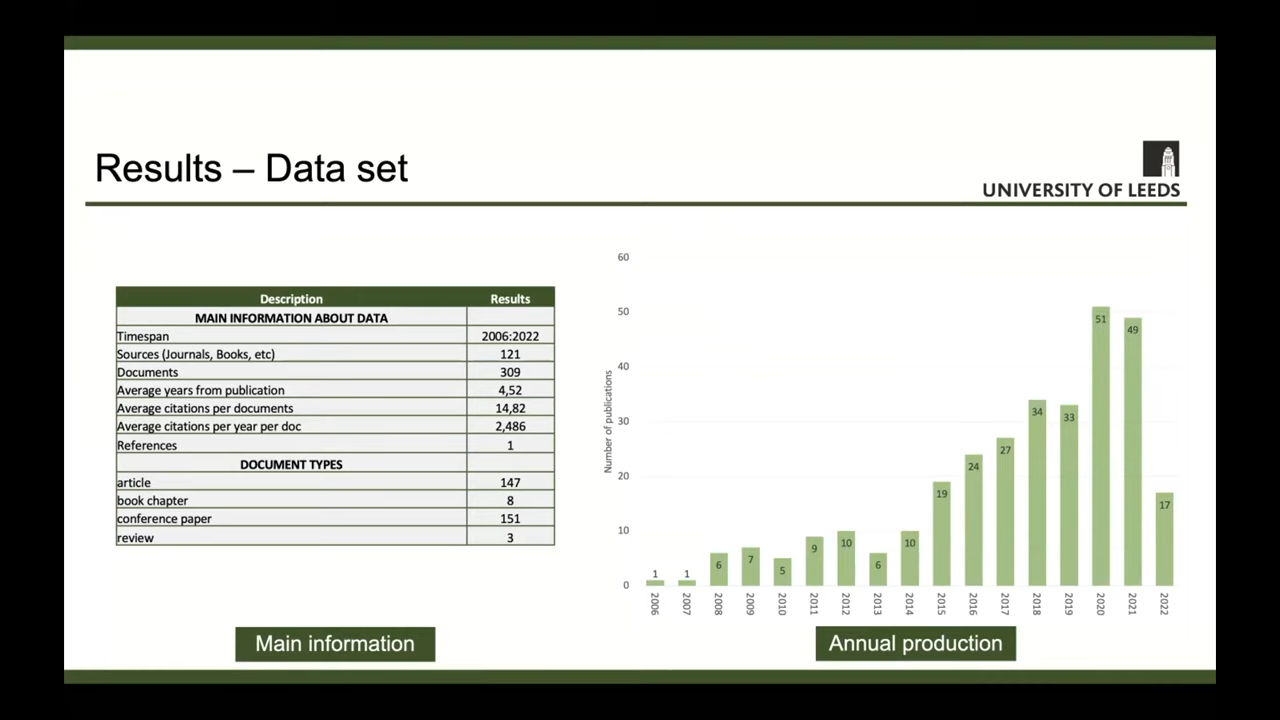 Results – Data set
UNIVERSITY OF LEEDS
Description Results
MAIN INFORMATION ABOUT DATA
Timespan 2006:2022
Sources (Journals, Books, etc) 121
Documents 309
Average years from publication 4,52
Average citations per documents 14,82
Average citations per year per doc 2,486
References 1
DOCUMENT TYPES
article 147
book chapter 8
conference paper 151
review 3
Main information
Number of publications
60
50
40
30
20
10
0
1 1 6 7 5 9 10 6 10 19 24 27 34 33 51 49 17
2006 2007 2008 2009 2010 2011 2012 2013 2014 2015 2016 2017 2018 2019 2020 2021 2022
Annual production